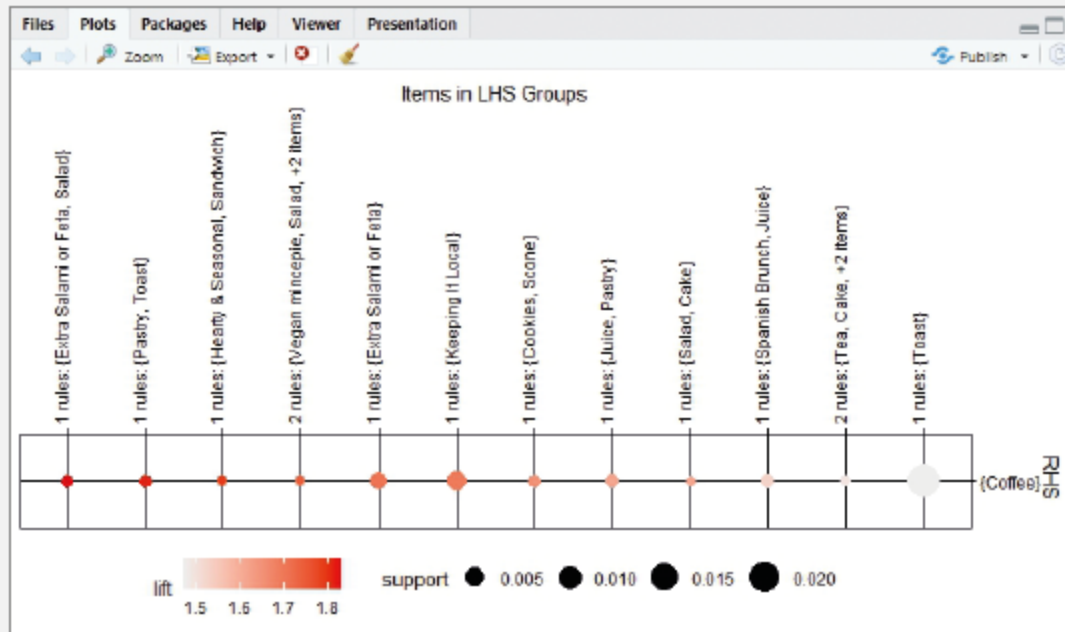 Files Plots Packages Help Viewer Presentation
Zoom Export Publish
Items in LHS Groups
1 rules: {Extra Salami or Feta, Salad}
1 rules: {Pastry, Toast}
1 rules: {Hearty & Seasonal, Sandwich}
2 rules: {Vegan mincepie, Salad, +2 items}
1 rules: {Extra Salami or Feta}
1 rules: {Keeping It Local}
1 rules: {Cookies, Scone}
1 rules: {Juice, Pastry}
1 rules: {Salad, Cake}
1 rules: {Spanish Brunch, Juice}
2 rules: {Tea, Cake, +2 items}
1 rules: {Toast}
{Coffee}
RHS
lift
1.5 1.6 1.7 1.8
support 0.005 0.010 0.015 0.020